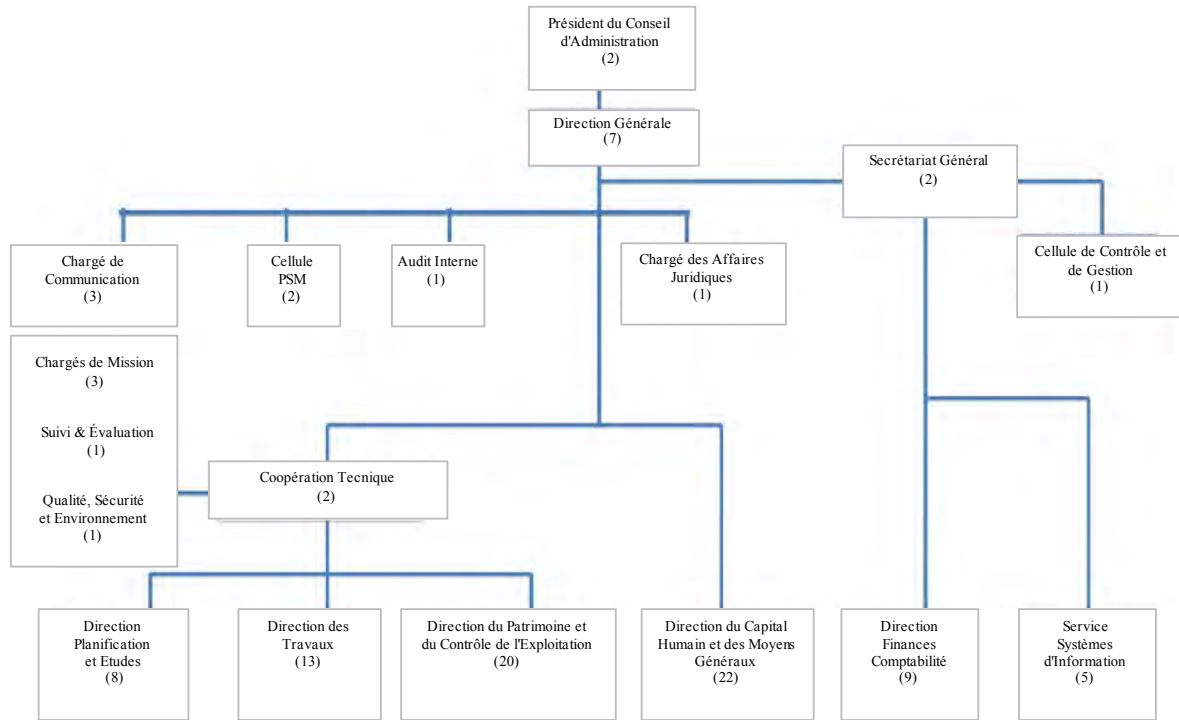 Président du Conseil
d'Administration
(2)
Direction Générale
(7)
Secrétariat Général
(2)
Chargé de
Communication
(3)
Cellule
PSM
(2)
Audit Interne
(1)
Chargé des Affaires
Juridiques
(1)
Cellule de Contrôle et
de Gestion
(1)
Chargés de Mission
(3)
Suivi & Évaluation
(1)
Qualité, Sécurité
et Environnement
(1)
Coopération Tecnique
(2)
Direction
Planification
et Etudes
(8)
Direction des
Travaux
(13)
Direction du Patrimoine et
du Contrôle de l'Exploitation
(20)
Direction du Capital
Humain et des Moyens
Généraux
(22)
Direction
Finances
Comptabilité
(9)
Service
Systèmes
d'Information
(5)